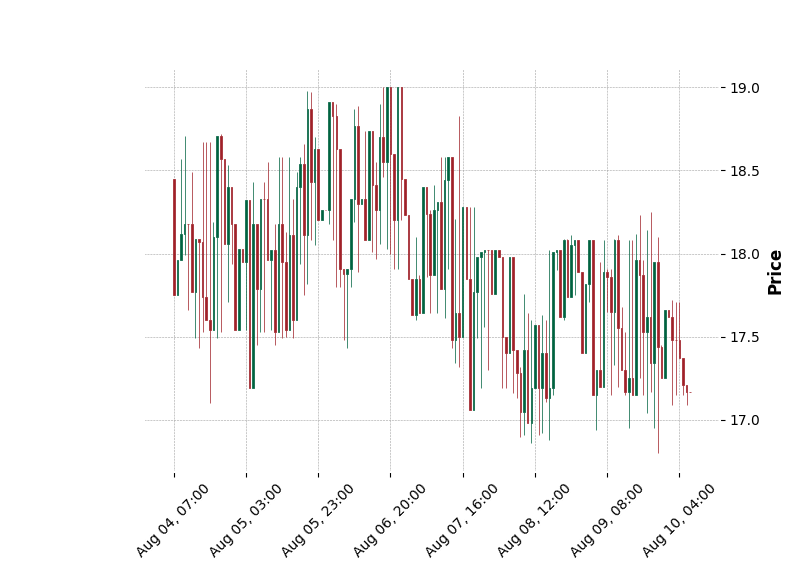 19.0
18.5
18.0
17.5
17.0
Price
Aug 04, 07:00
Aug 05, 03:00
Aug 05, 23:00
Aug 06, 20:00
Aug 07, 16:00
Aug 08, 12:00
Aug 09, 08:00
Aug 10, 04:00